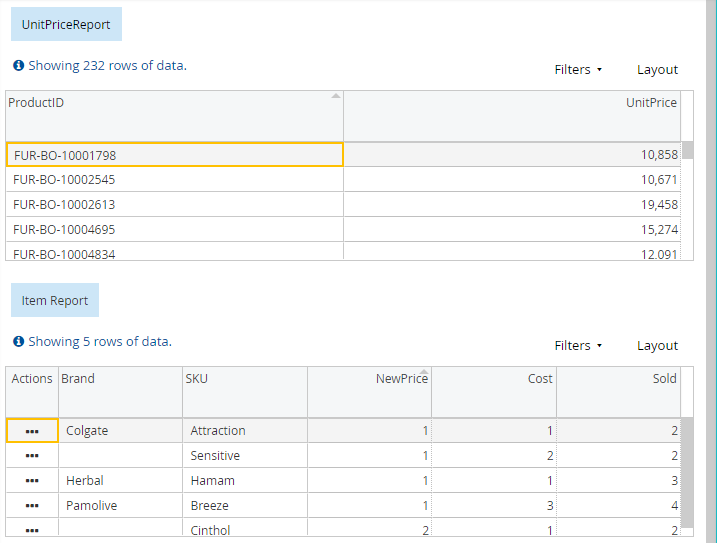 UnitPriceReport
Showing 232 rows of data.
Filters Layout
ProductID UnitPrice
FUR-BO-10001798 10,858
FUR-BO-10002545 10,671
FUR-BO-10002613 19,458
FUR-BO-10004695 15,274
FUR-BO-10004834 12.091
Item Report
Showing 5 rows of data.
Filters Layout
Actions Brand SKU NewPrice Cost Sold
••• Colgate Attraction 1 1 2
••• Sensitive 1 2 2
••• Herbal Hamam 1 1 3
••• Pamolive Breeze 1 3 4
••• Cinthol 2 1 2